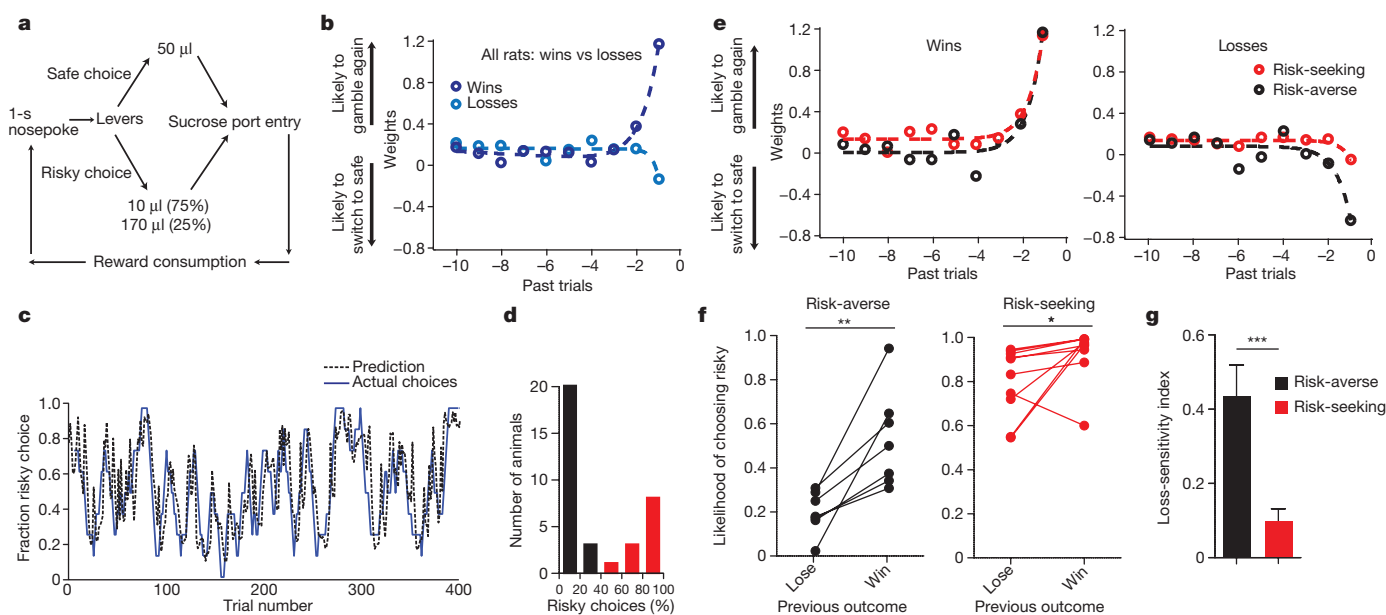 a
50 µl
Safe choice
1-s
nosepoke
Levers
Sucrose port entry
Risky choice
10 µl (75%)
170 µl (25%)
Reward consumption
b
Likely to
gamble again
Likely to
switch to safe
Weights
All rats: wins vs losses
Wins
Losses
1.2
0.8
0.4
0
−0.4
−0.8
−10 −8 −6 −4 −2 0
Past trials
e
Likely to
gamble again
Likely to
switch to safe
Weights
Wins
1.2
0.8
0.4
0
−0.4
−0.8
−10 −8 −6 −4 −2 0
Past trials
Losses
Risk-seeking
Risk-averse
1.2
0.8
0.4
0
−0.4
−0.8
−10 −8 −6 −4 −2 0
Past trials
c
Prediction
Actual choices
Fraction risky choice
1.0
0.8
0.6
0.4
0.2
0
0 100 200 300 400
Trial number
d
Number of animals
20
15
10
5
0
0 20 40 60 80 100
Risky choices (%)
f
Likelihood of choosing risky
Risk-averse
**
1.0
0.8
0.6
0.4
0.2
0
Lose Win
Previous outcome
Risk-seeking
*
1.0
0.8
0.6
0.4
0.2
0
Lose Win
Previous outcome
g
Loss-sensitivity index
0.6
0.4
0.2
0
***
Risk-averse
Risk-seeking